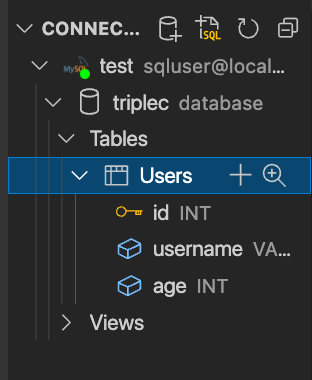 CONNEC... SQL
MySQL test sqluser@local...
triplec database
Tables
Users
id INT
username VA...
age INT
Views